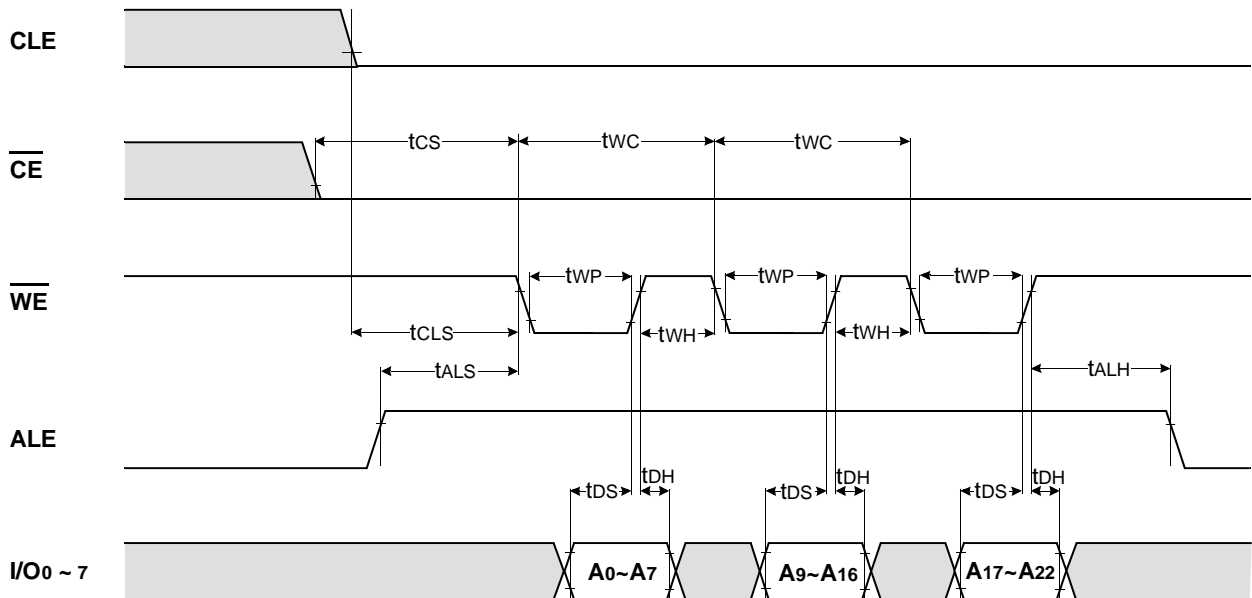 CLE
tCS
tWC
tWC
CE
tWP
tWP
tWP
WE
tCLS
tWH
tWH
tALS
tALH
ALE
tDH
tDH
tDH
tDS
tDS
tDS
I/O0 ~ 7
A0~A7
A9~A16
A17~A22